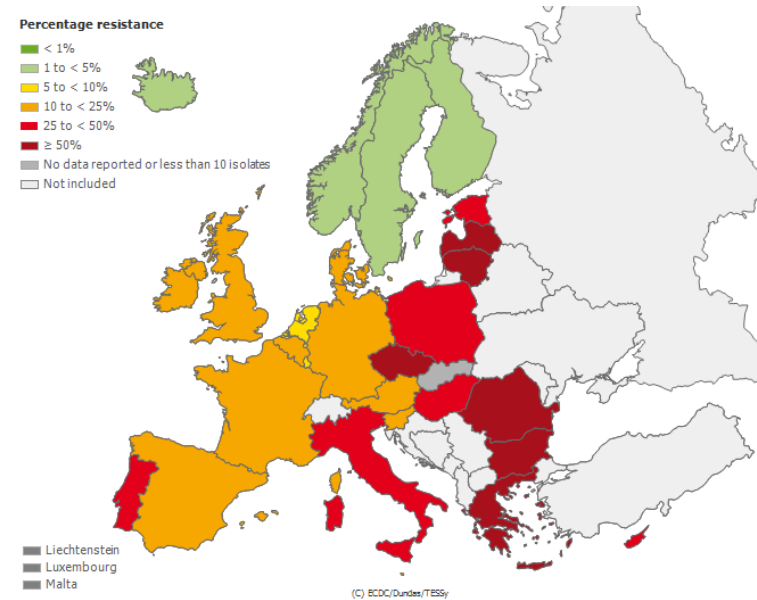 Percentage resistance
< 1%
1 to < 5%
5 to < 10%
10 to < 25%
25 to < 50%
≥ 50%
No data reported or less than 10 isolates
Not included
Liechtenstein
Luxembourg
Malta
(C) ECDC/Dundas/TESSy